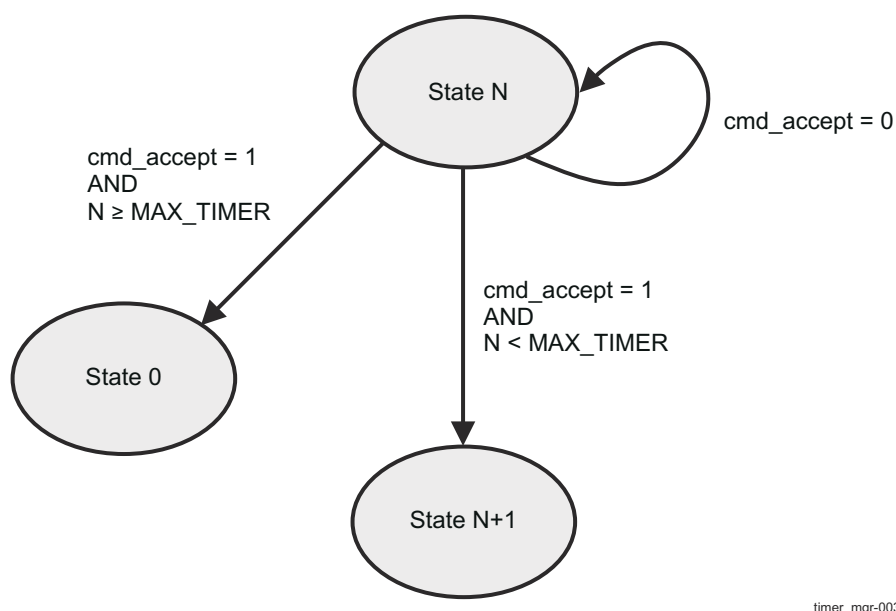 State N
cmd_accept = 0
cmd_accept = 1
AND
N ≥ MAX_TIMER
cmd_accept = 1
AND
N < MAX_TIMER
State 0
State N+1